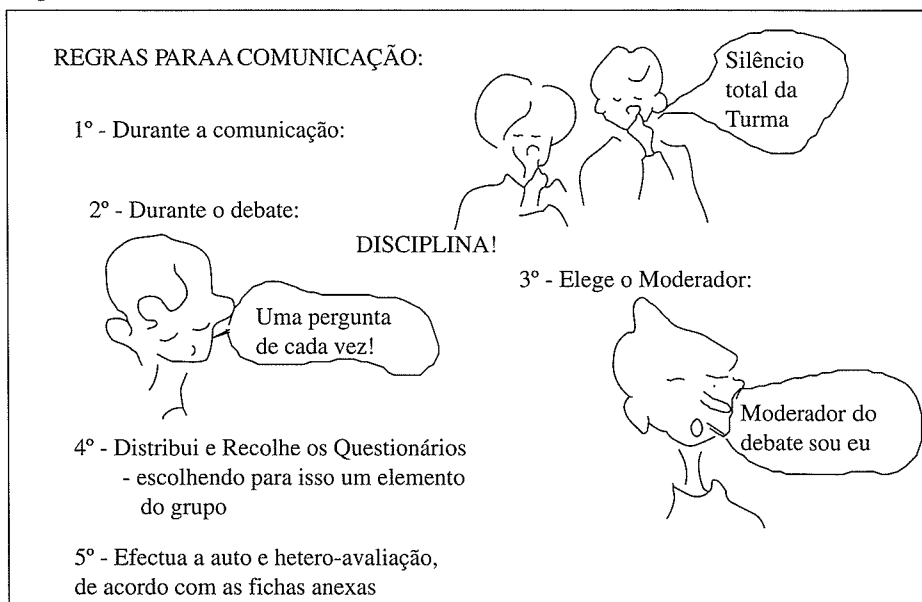 REGRAS PARAA COMUNICAÇÃO:
Silêncio
total da
Turma
1º - Durante a comunicação:
2º - Durante o debate:
DISCIPLINA!
Uma pergunta
de cada vez!
3º - Elege o Moderador:
Moderador do
debate sou eu
4º - Distribui e Recolhe os Questionários
- escolhendo para isso um elemento
do grupo
5º - Efectua a auto e hetero-avaliação,
de acordo com as fichas anexas